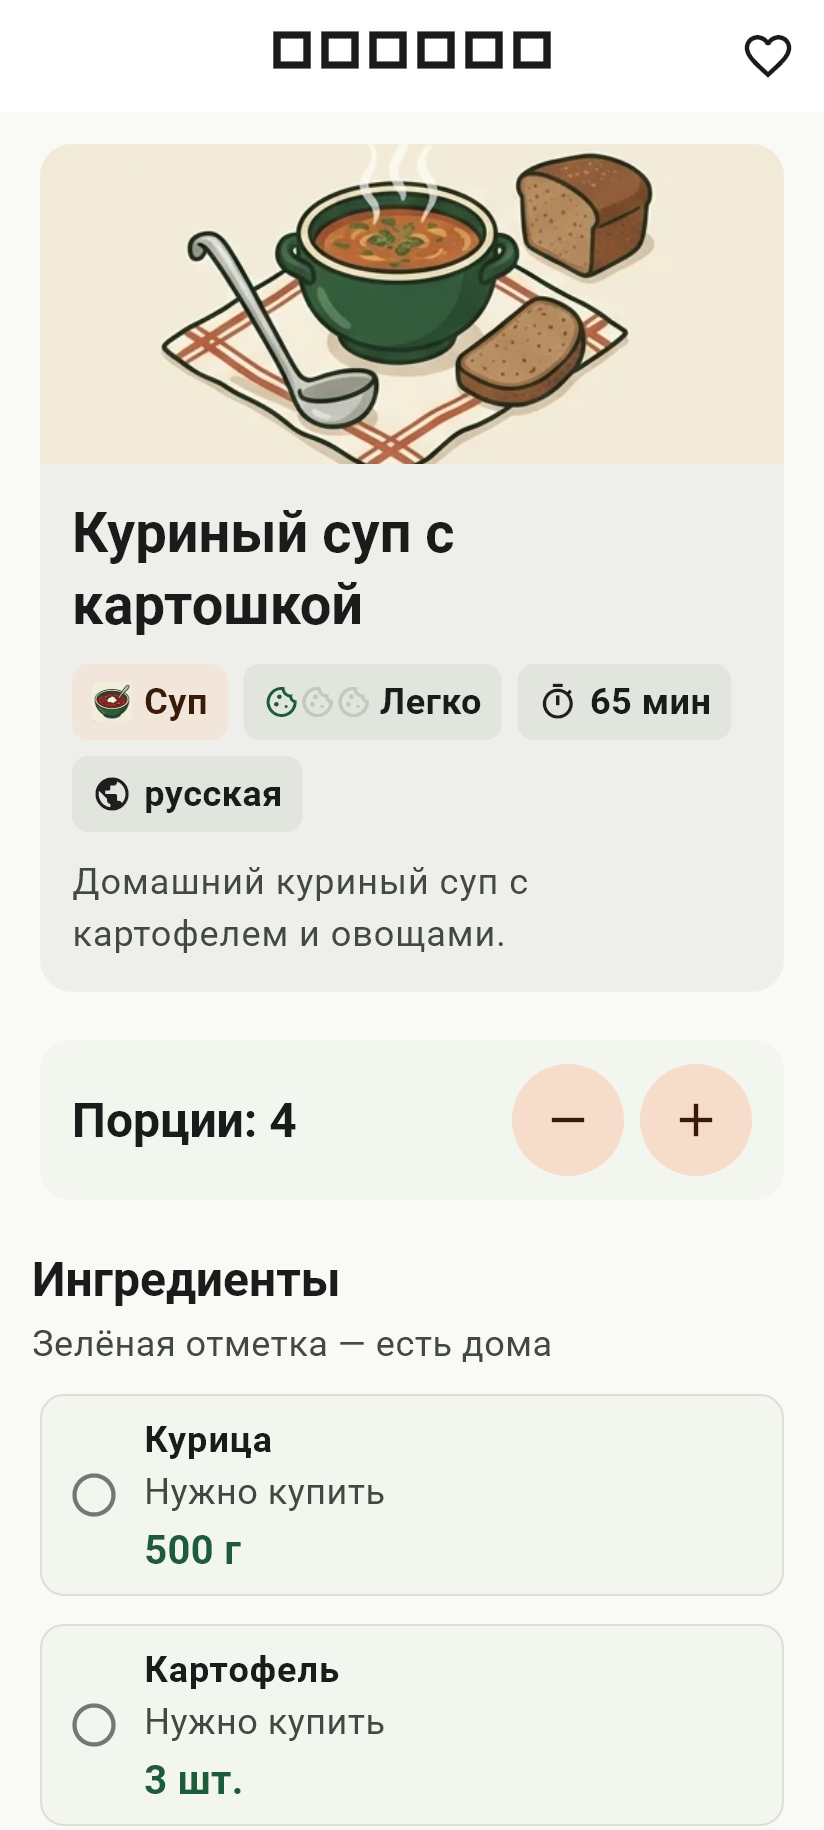 Куриный суп с
картошкой
Суп
Легко
65 мин
русская
Домашний куриный суп с
картофелем и овощами.
Порции: 4
Ингредиенты
Зелёная отметка — есть дома
Курица
Нужно купить
500 г
Картофель
Нужно купить
3 шт.